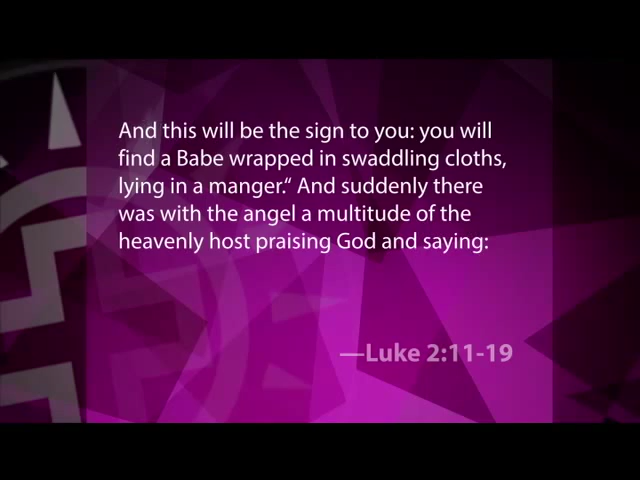 And this will be the sign to you: you will
find a Babe wrapped in swaddling cloths,
lying in a manger.“ And suddenly there
was with the angel a multitude of the
heavenly host praising God and saying:
—Luke 2:11-19